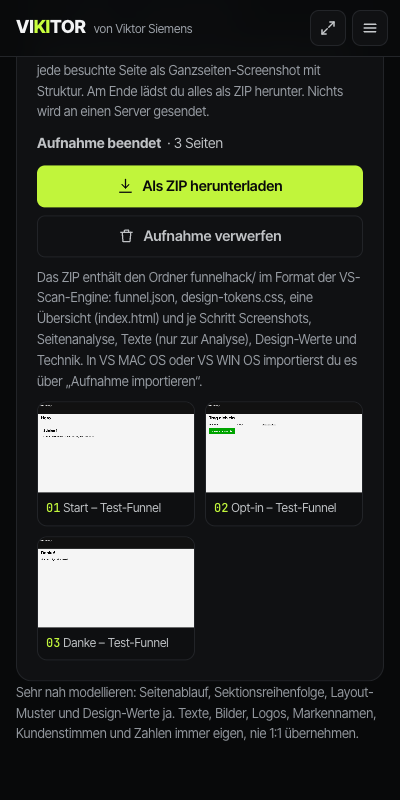 VIKITOR von Viktor Siemens
jede besuchte Seite als Ganzseiten-Screenshot mit
Struktur. Am Ende lädst du alles als ZIP herunter. Nichts
wird an einen Server gesendet.
Aufnahme beendet · 3 Seiten
Als ZIP herunterladen
Aufnahme verwerfen
Das ZIP enthält den Ordner funnelhack/ im Format der VS-
Scan-Engine: funnel.json, design-tokens.css, eine
Übersicht (index.html) und je Schritt Screenshots,
Seitenanalyse, Texte (nur zur Analyse), Design-Werte und
Technik. In VS MAC OS oder VS WIN OS importierst du es
über „Aufnahme importieren“.
01 Start – Test-Funnel
02 Opt-in – Test-Funnel
03 Danke – Test-Funnel
Sehr nah modellieren: Seitenablauf, Sektionsreihenfolge, Layout-
Muster und Design-Werte ja. Texte, Bilder, Logos, Markennamen,
Kundenstimmen und Zahlen immer eigen, nie 1:1 übernehmen.